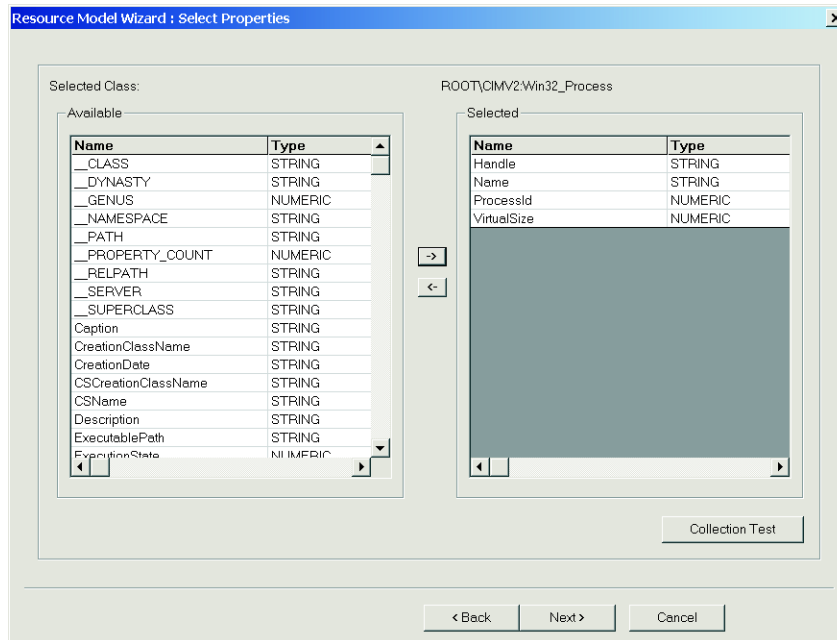 Resource Model Wizard : Select Properties
Selected Class: ROOT\CIMV2:Win32_Process
Available
Name Type
__CLASS STRING
__DYNASTY STRING
__GENUS NUMERIC
__NAMESPACE STRING
__PATH STRING
__PROPERTY_COUNT NUMERIC
__RELPATH STRING
__SERVER STRING
__SUPERCLASS STRING
Caption STRING
CreationClassName STRING
CreationDate STRING
CSCreationClassName STRING
CSName STRING
Description STRING
ExecutablePath STRING
ExecutionState NUMERIC
->
<-
Selected
Name Type
Handle STRING
Name STRING
ProcessId NUMERIC
VirtualSize NUMERIC
Collection Test
< Back Next > Cancel